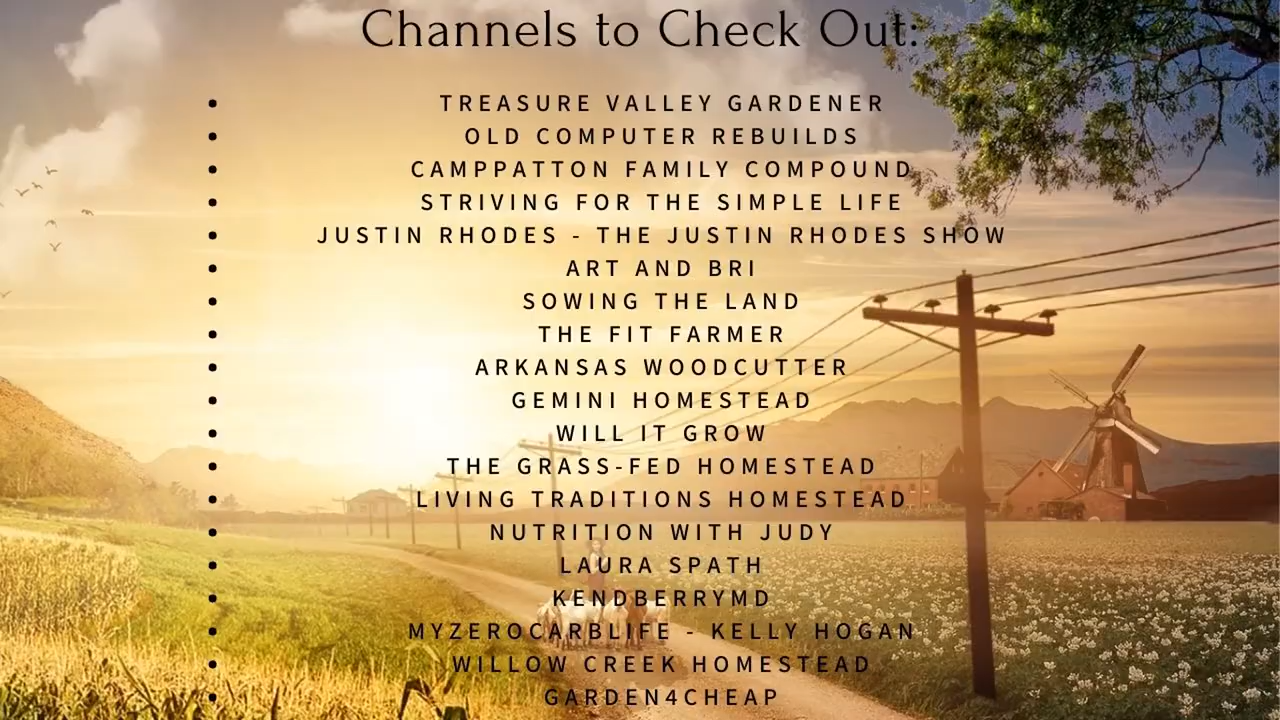 Channels to Check Out:
• TREASURE VALLEY GARDENER
• OLD COMPUTER REBUILDS
• CAMPPATTON FAMILY COMPOUND
• STRIVING FOR THE SIMPLE LIFE
• JUSTIN RHODES - THE JUSTIN RHODES SHOW
• ART AND BRI
• SOWING THE LAND
• THE FIT FARMER
• ARKANSAS WOODCUTTER
• GEMINI HOMESTEAD
• WILL IT GROW
• THE GRASS-FED HOMESTEAD
• LIVING TRADITIONS HOMESTEAD
• NUTRITION WITH JUDY
• LAURA SPATH
• KENDBERRYMD
• MYZEROCARBLIFE - KELLY HOGAN
• WILLOW CREEK HOMESTEAD
• GARDEN4CHEAP